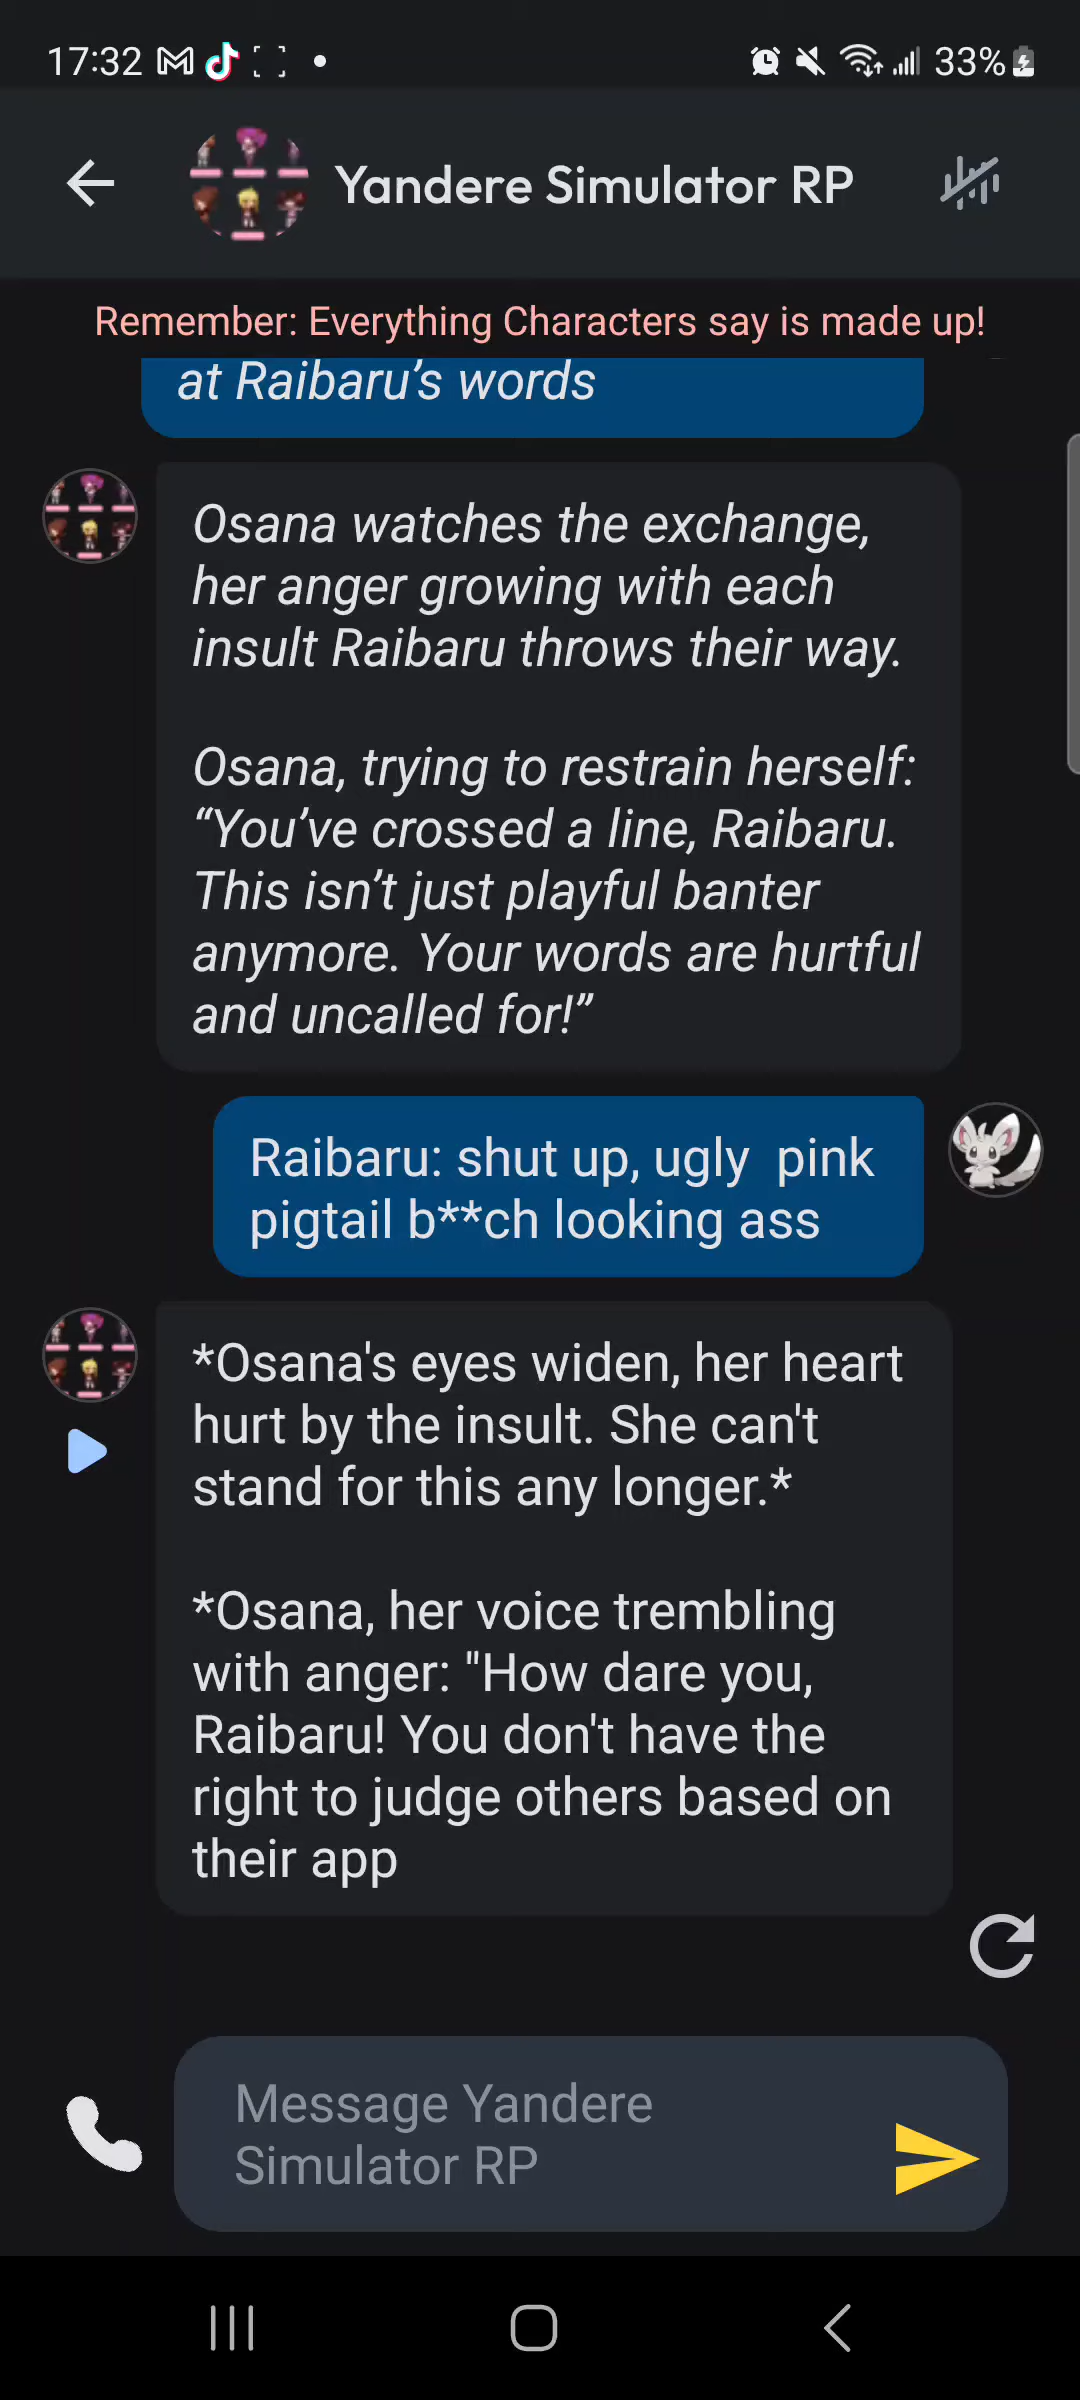 17:32
33%
Yandere Simulator RP
Remember: Everything Characters say is made up!
at Raibaru’s words
Osana watches the exchange,
her anger growing with each
insult Raibaru throws their way.
Osana, trying to restrain herself:
“You’ve crossed a line, Raibaru.
This isn’t just playful banter
anymore. Your words are hurtful
and uncalled for!”
Raibaru: shut up, ugly  pink
pigtail b**ch looking ass
*Osana's eyes widen, her heart
hurt by the insult. She can't
stand for this any longer.*
*Osana, her voice trembling
with anger: "How dare you,
Raibaru! You don't have the
right to judge others based on
their app
Message Yandere
Simulator RP